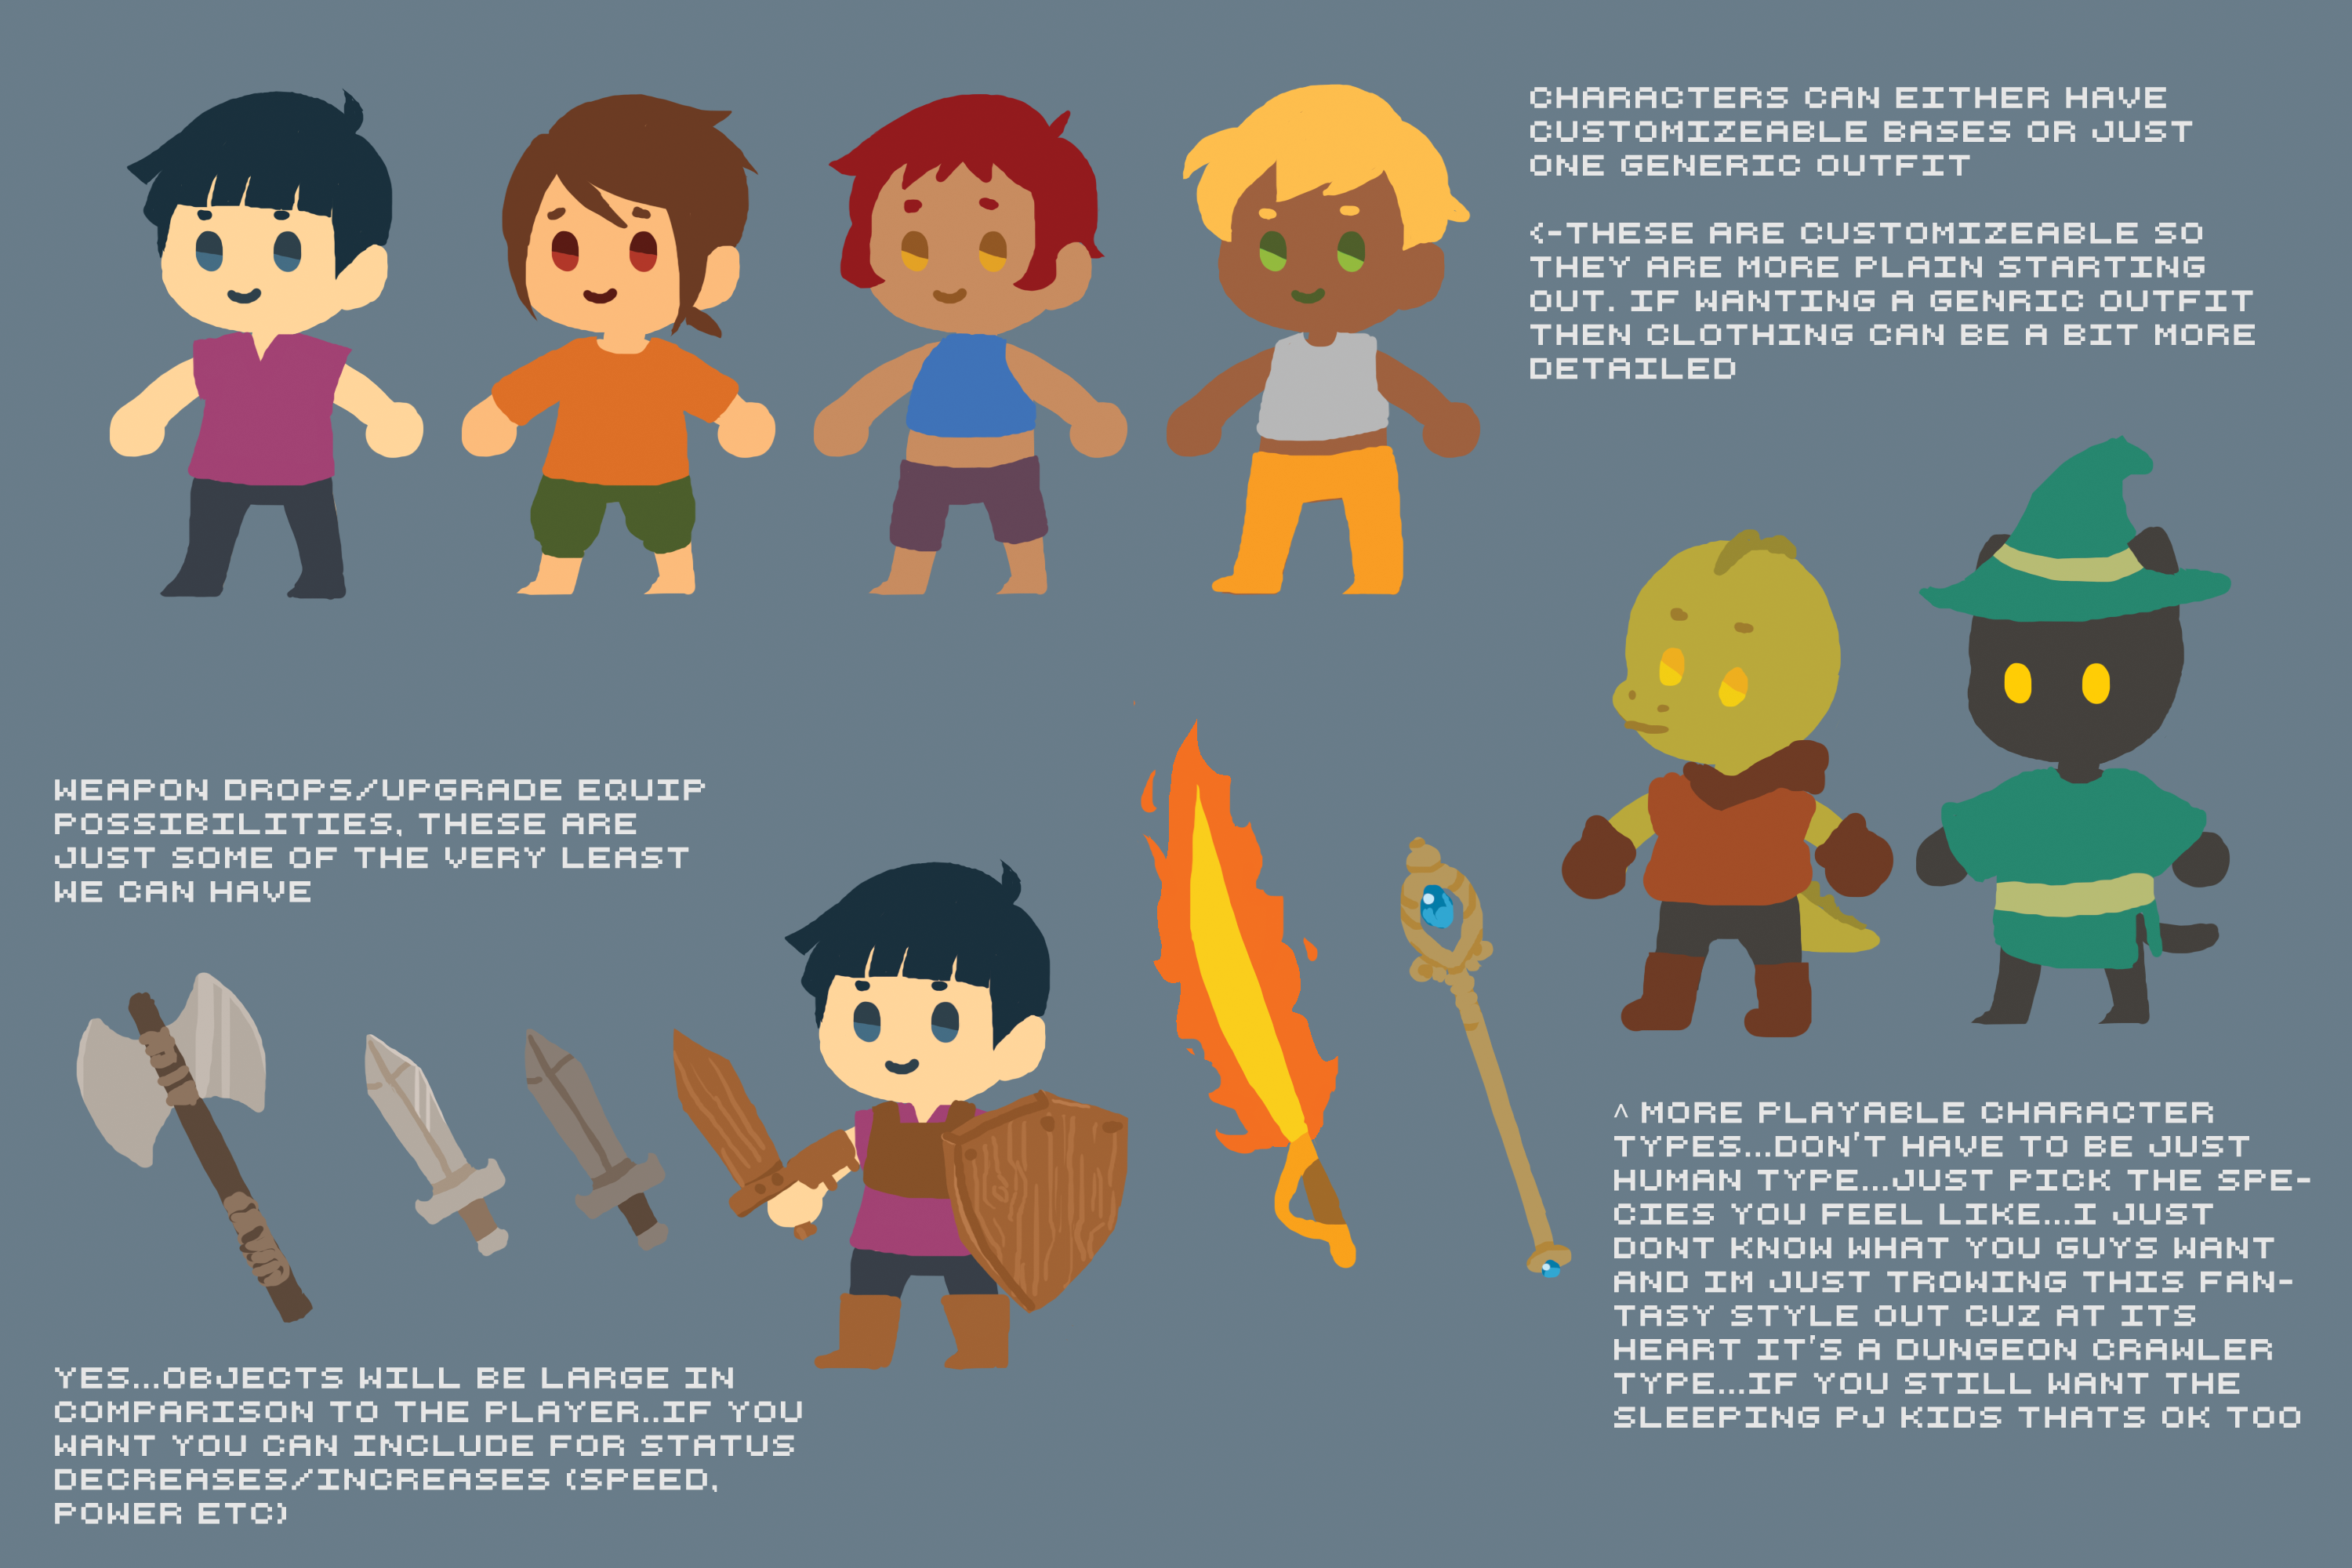 CHARACTERS CAN EITHER HAVE
CUSTOMIZEABLE BASES OR JUST
ONE GENERIC OUTFIT
<-THESE ARE CUSTOMIZEABLE SO
THEY ARE MORE PLAIN STARTING
OUT. IF WANTING A GENRIC OUTFIT
THEN CLOTHING CAN BE A BIT MORE
DETAILED
WEAPON DROPS/UPGRADE EQUIP
POSSIBILITIES, THESE ARE
JUST SOME OF THE VERY LEAST
WE CAN HAVE
^ MORE PLAYABLE CHARACTER
TYPES...DON'T HAVE TO BE JUST
HUMAN TYPE...JUST PICK THE SPE-
CIES YOU FEEL LIKE...I JUST
DONT KNOW WHAT YOU GUYS WANT
AND IM JUST TROWING THIS FAN-
TASY STYLE OUT CUZ AT ITS
HEART IT'S A DUNGEON CRAWLER
TYPE...IF YOU STILL WANT THE
SLEEPING PJ KIDS THATS OK TOO
YES...OBJECTS WILL BE LARGE IN
COMPARISON TO THE PLAYER..IF YOU
WANT YOU CAN INCLUDE FOR STATUS
DECREASES/INCREASES (SPEED,
POWER ETC)